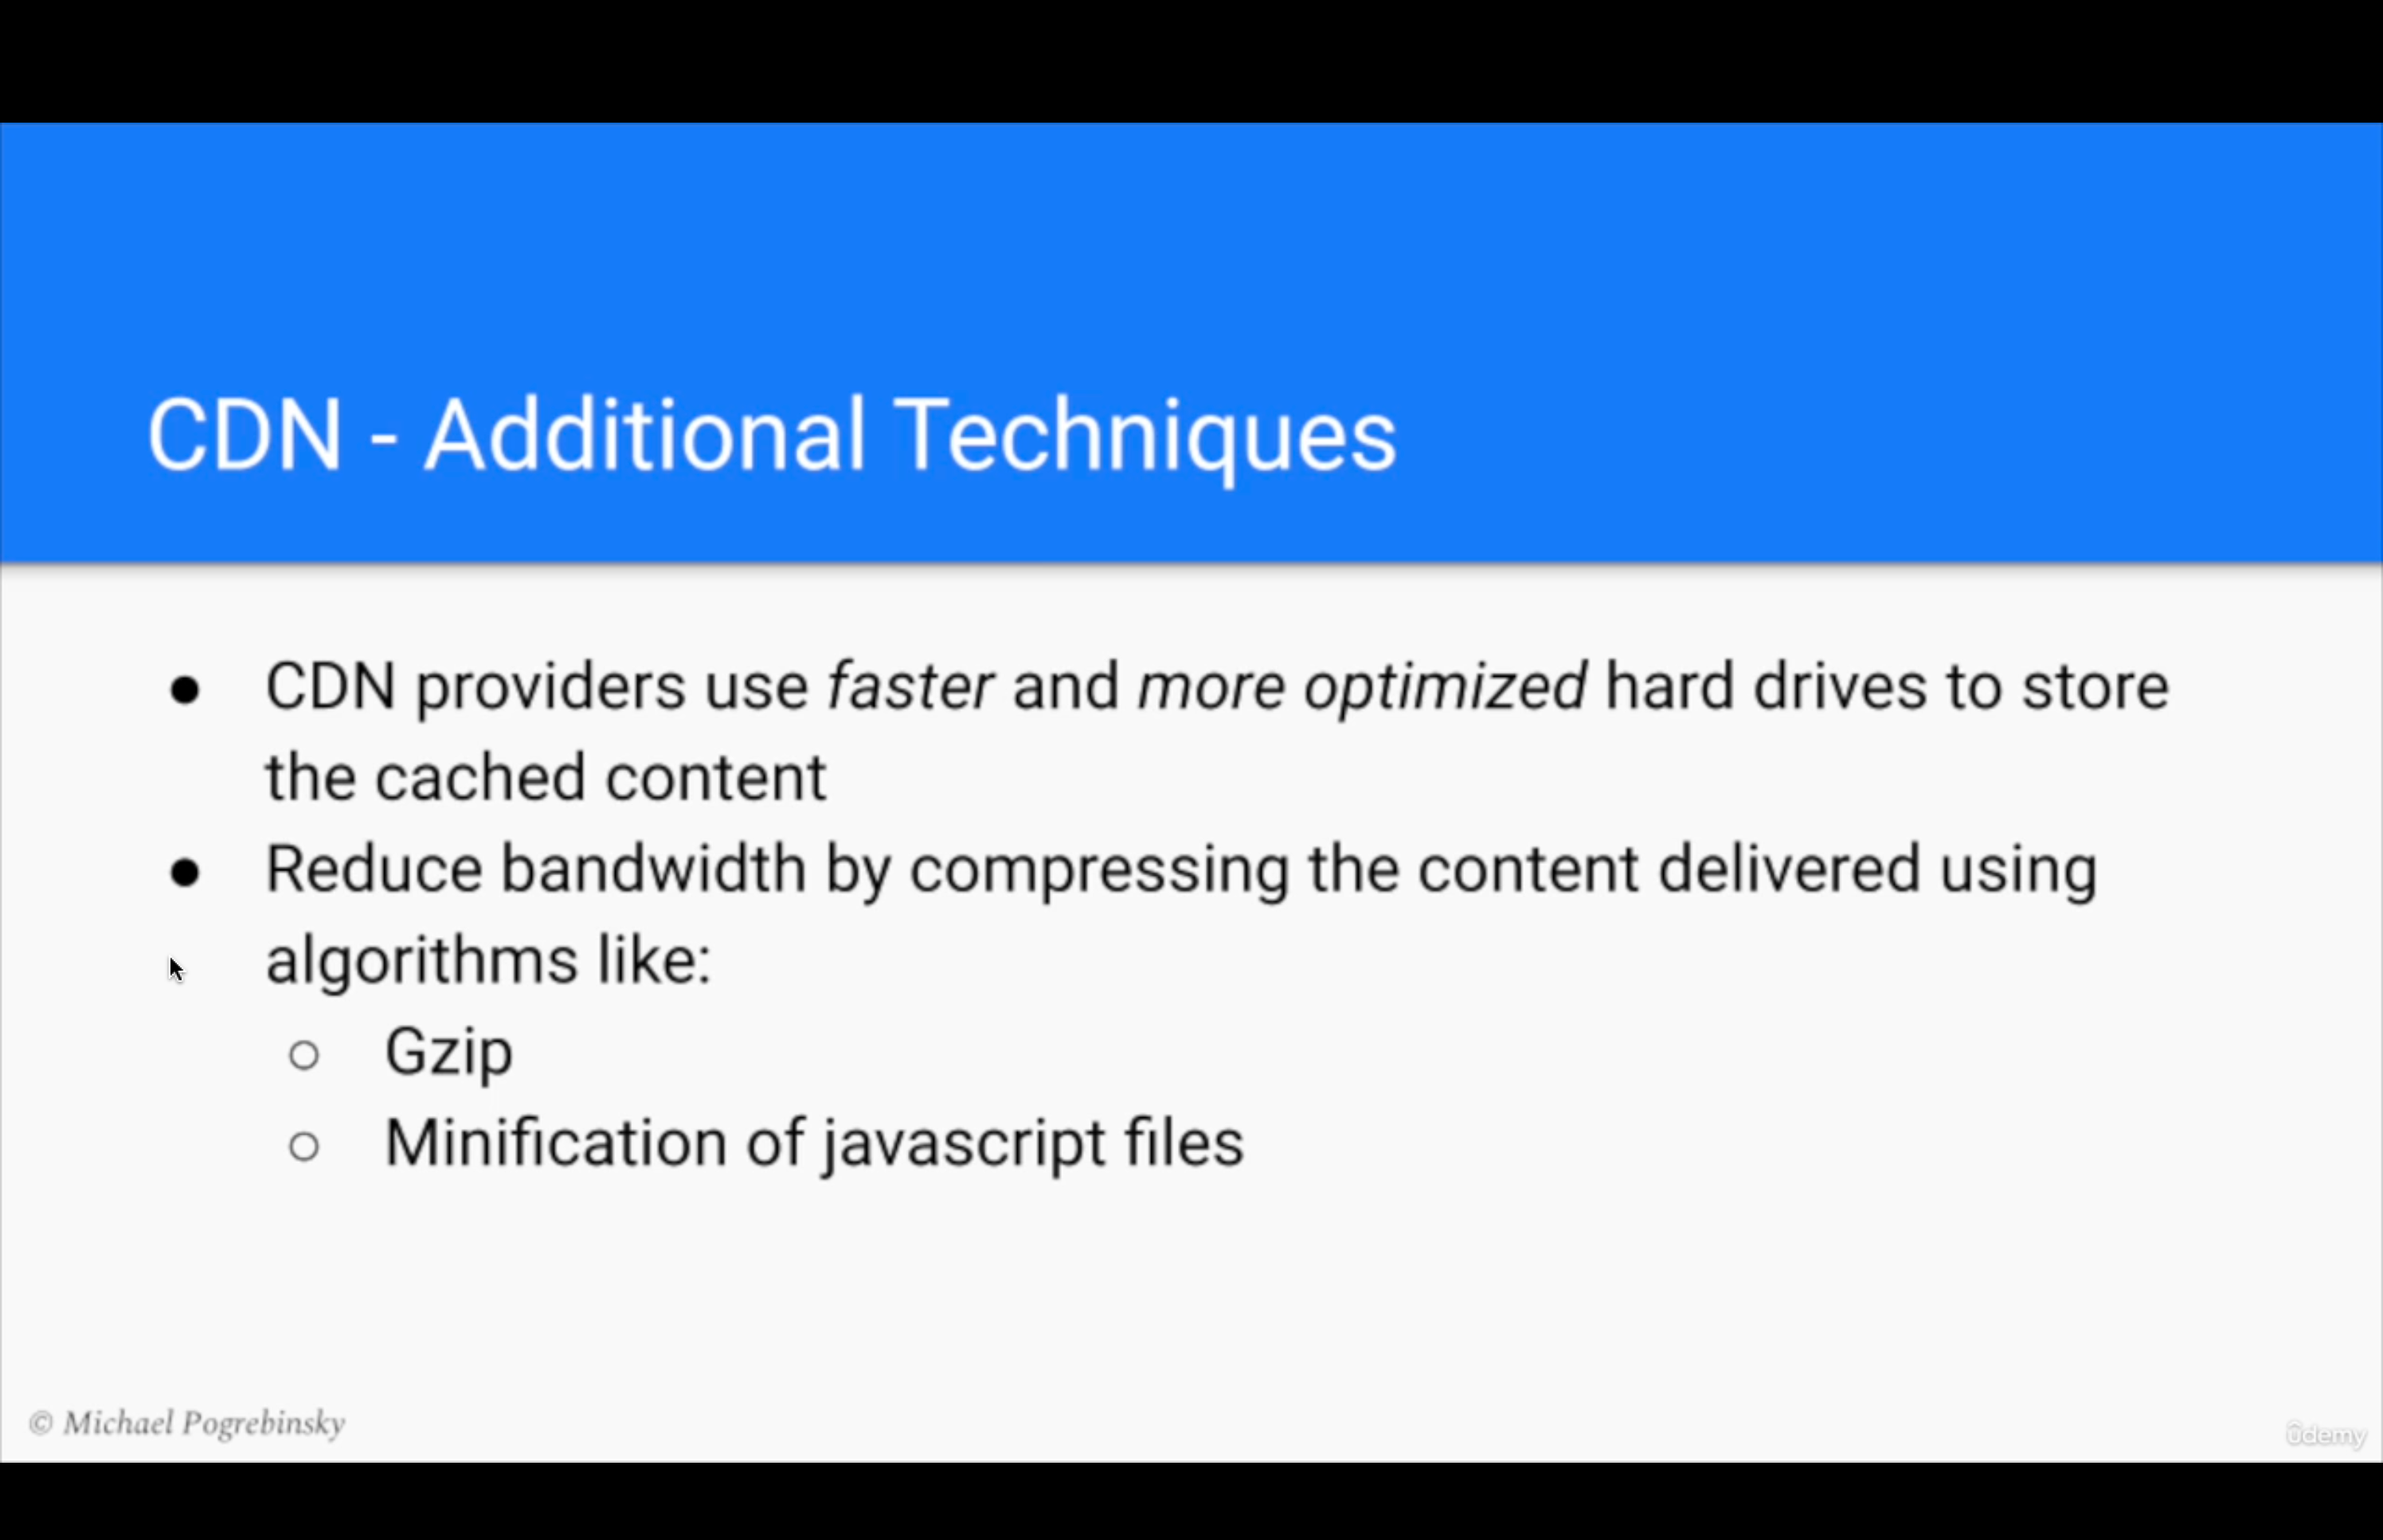 CDN - Additional Techniques
● CDN providers use faster and more optimized hard drives to store
the cached content
● Reduce bandwidth by compressing the content delivered using
algorithms like:
○ Gzip
○ Minification of javascript files
© Michael Pogrebinsky
ûdemy